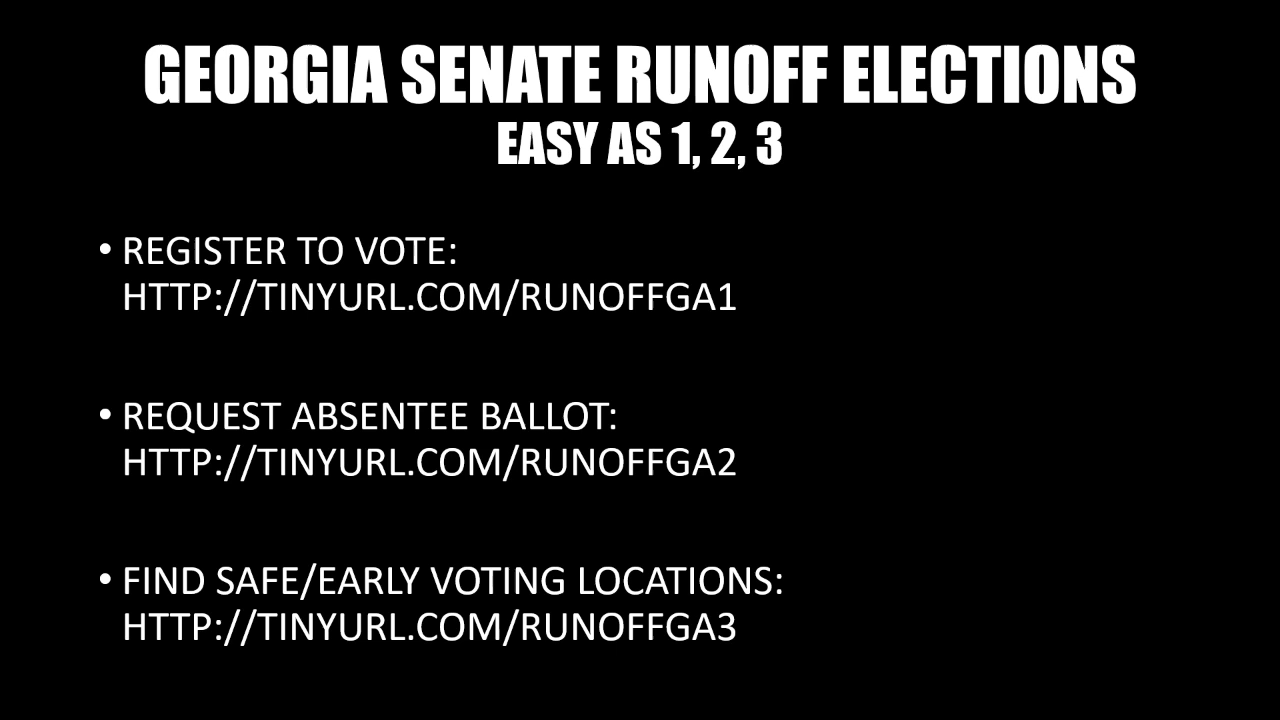 GEORGIA SENATE RUNOFF ELECTIONS
EASY AS 1, 2, 3
• REGISTER TO VOTE:
HTTP://TINYURL.COM/RUNOFFGA1
• REQUEST ABSENTEE BALLOT:
HTTP://TINYURL.COM/RUNOFFGA2
• FIND SAFE/EARLY VOTING LOCATIONS:
HTTP://TINYURL.COM/RUNOFFGA3